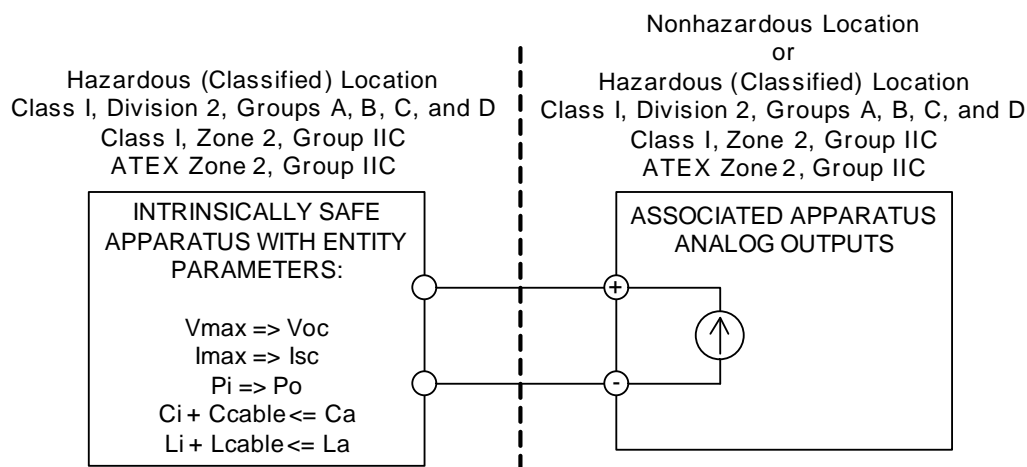 Nonhazardous Location
or
Hazardous (Classified) Location
Class I, Division 2, Groups A, B, C, and D
Class I, Zone 2, Group IIC
ATEX Zone 2, Group IIC
Hazardous (Classified) Location
Class I, Division 2, Groups A, B, C, and D
Class I, Zone 2, Group IIC
ATEX Zone 2, Group IIC
INTRINSICALLY SAFE
APPARATUS WITH ENTITY
PARAMETERS:
Vmax => Voc
Imax => Isc
Pi => Po
Ci + Ccable <= Ca
Li + Lcable <= La
ASSOCIATED APPARATUS
ANALOG OUTPUTS
+
-